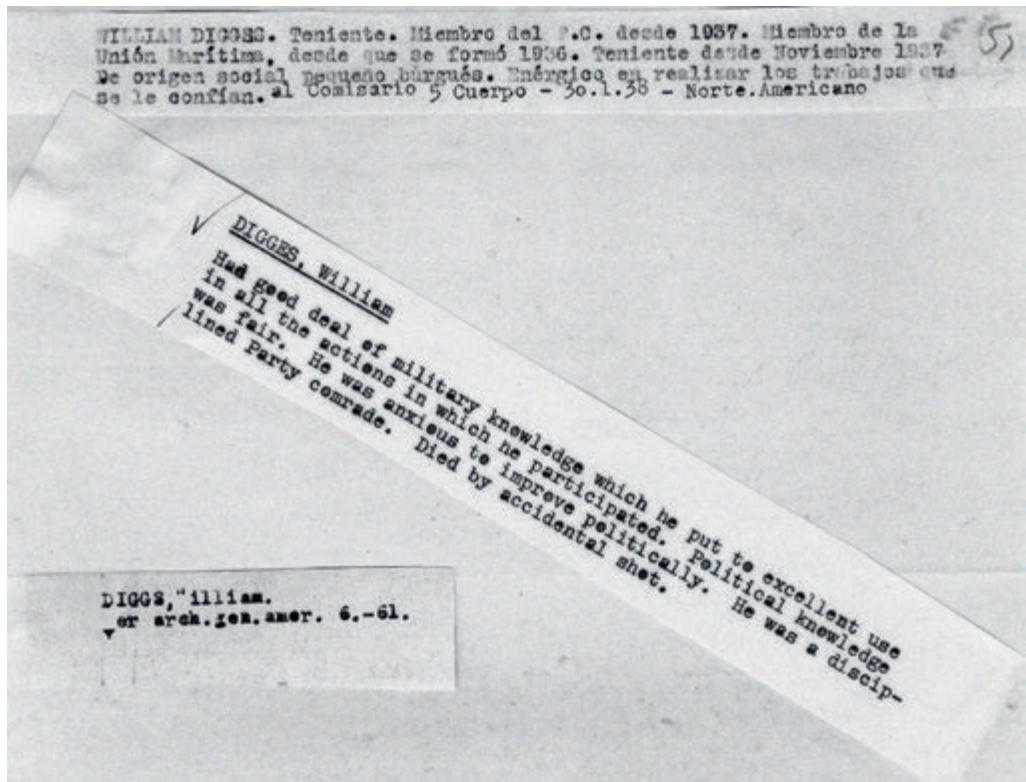 WILLIAM DIGGSS. Teniente. Miembro del P.C. desde 1937. Miembro de la
Unión Marítima, desde que se formó 1936. Teniente desde Noviembre 1937
De origen social pequeño burgués. Enérgico en realizar los trabajos que
se le confían. al Comisario 5 Cuerpo - 30.1.38 - Norte.Americano
DIGGES, William
Had good deal of military knowledge which he put to excellent use
in all the actions in which he participated. Political knowledge
was fair. He was anxious to improve politically. He was a discip-
lined Party comrade. Died by accidental shot.
DIGGS,"illiam.
er arch.gen.amer. 6.-61.